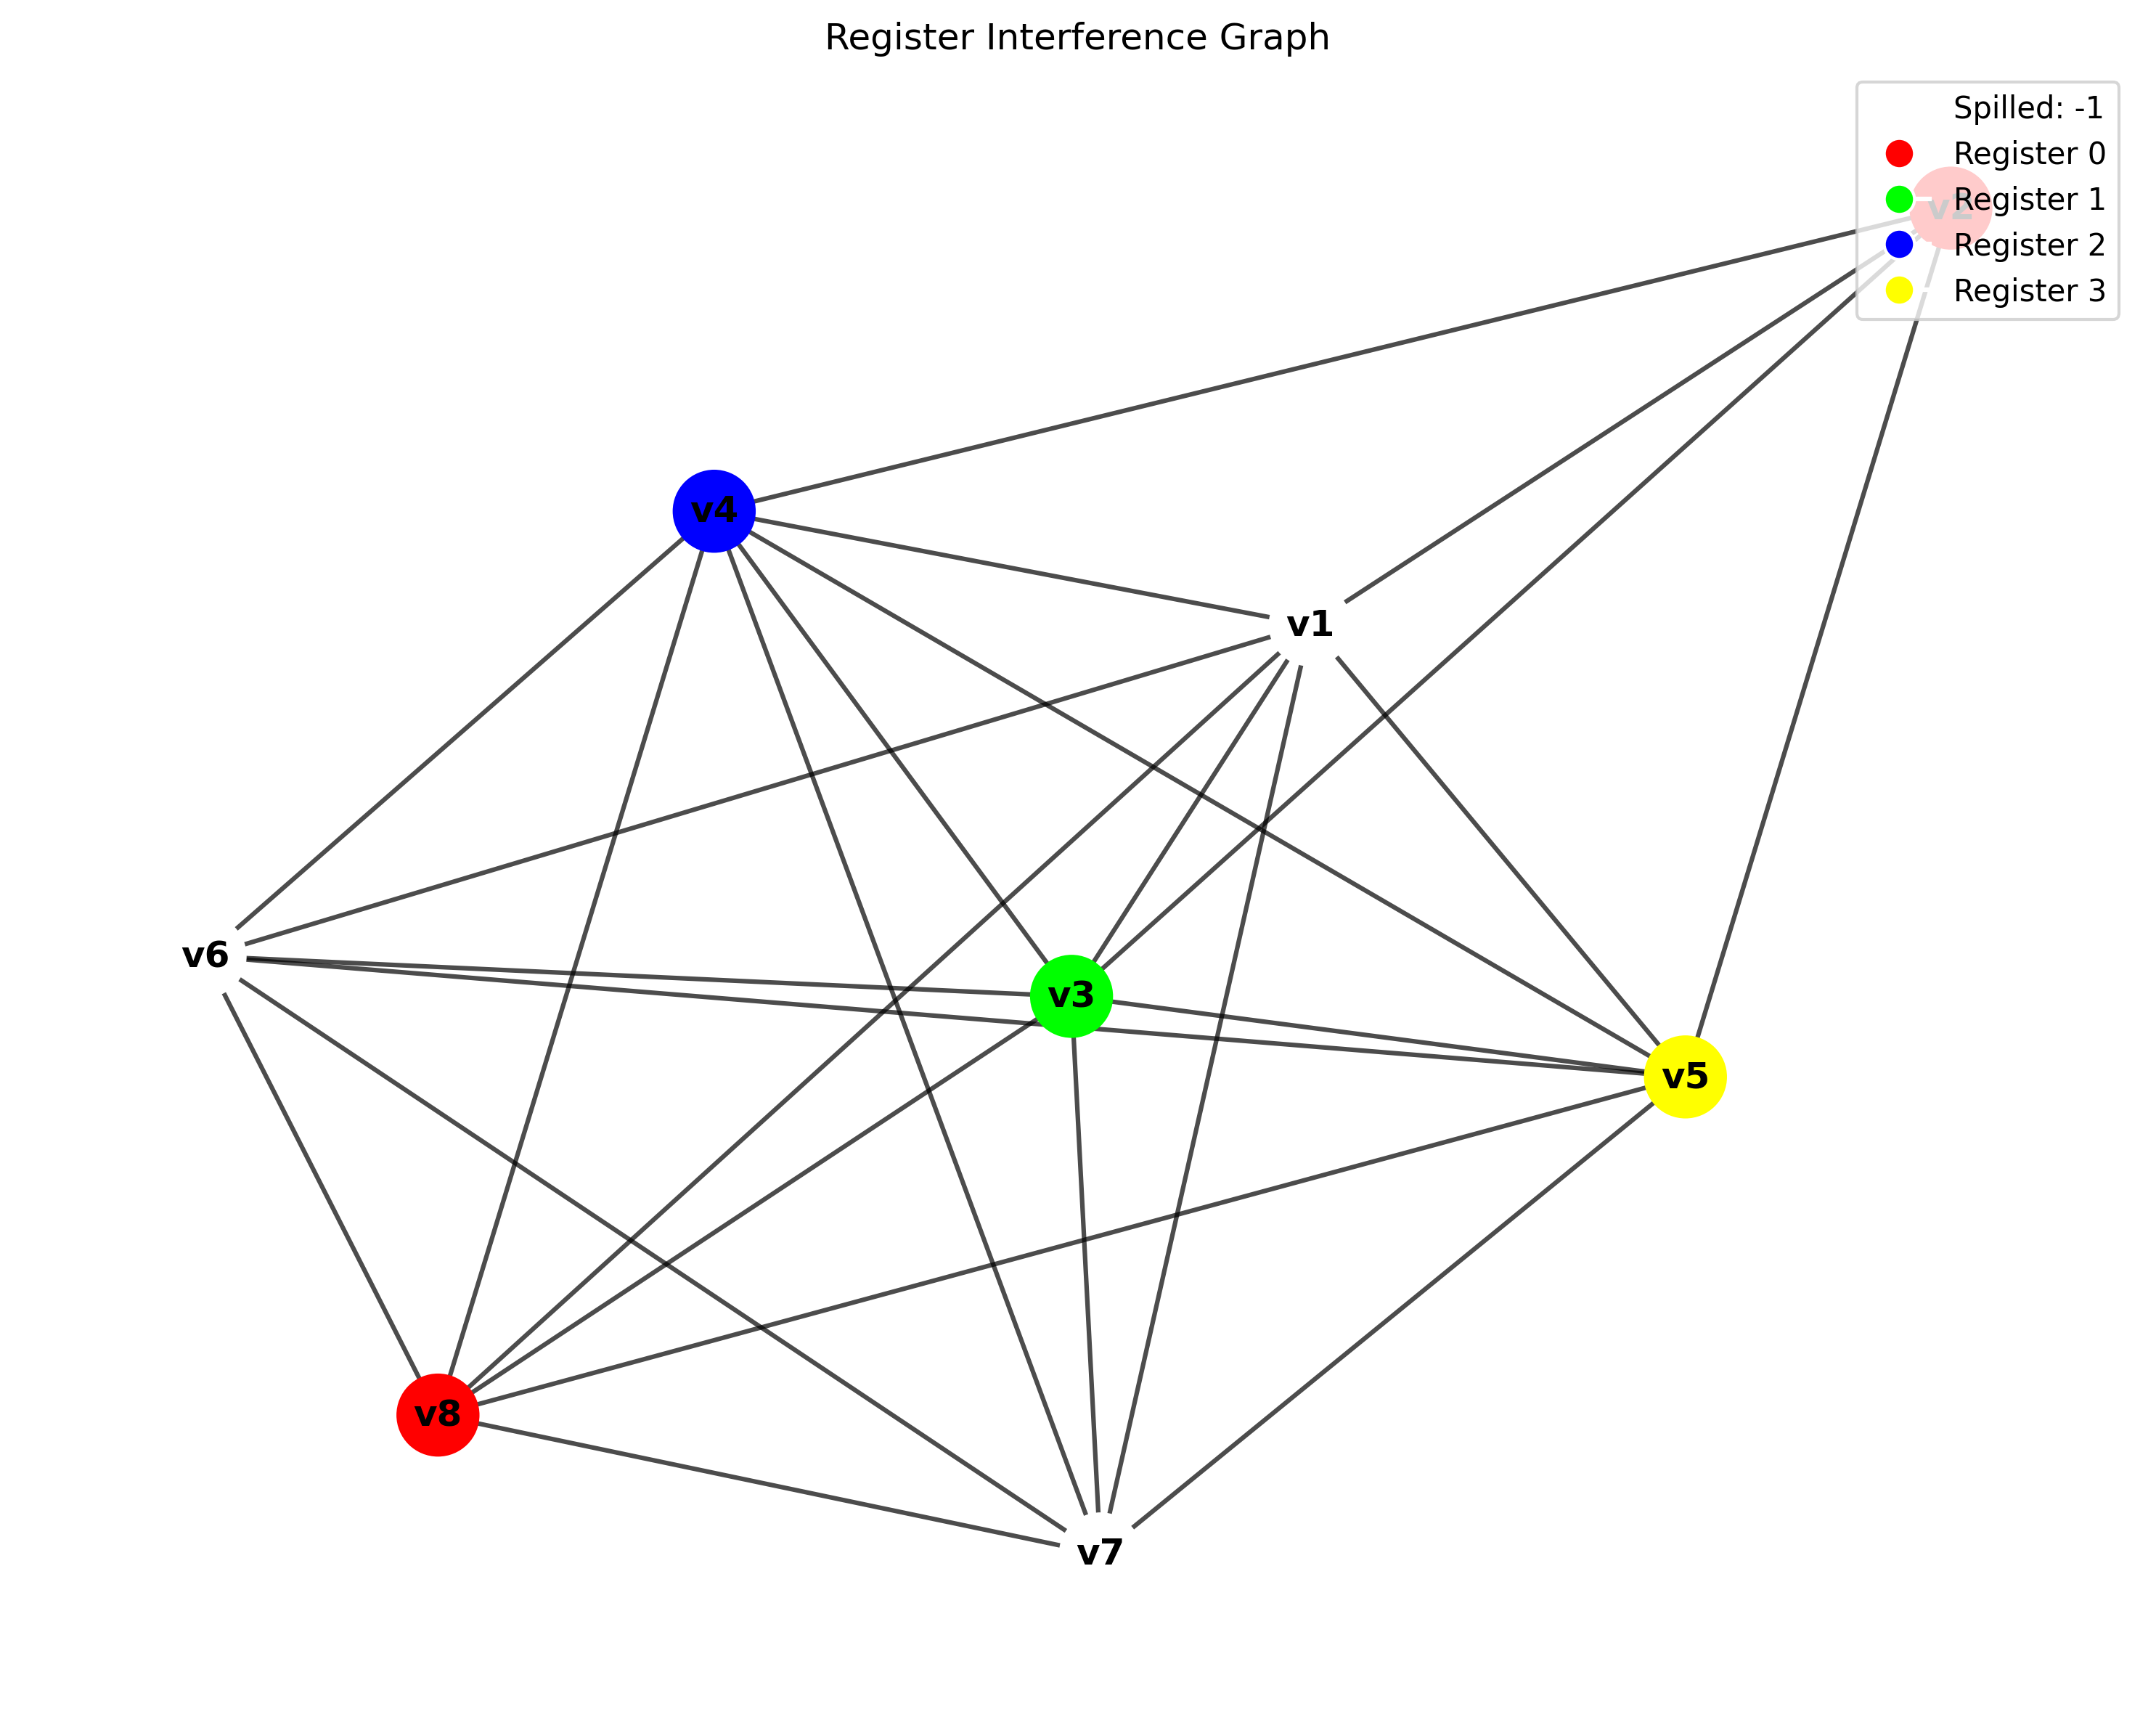 Register Interference Graph
Spilled: -1
Register 0
Register 1
Register 2
Register 3
v2
v4
v1
v6
v3
v5
v8
v7